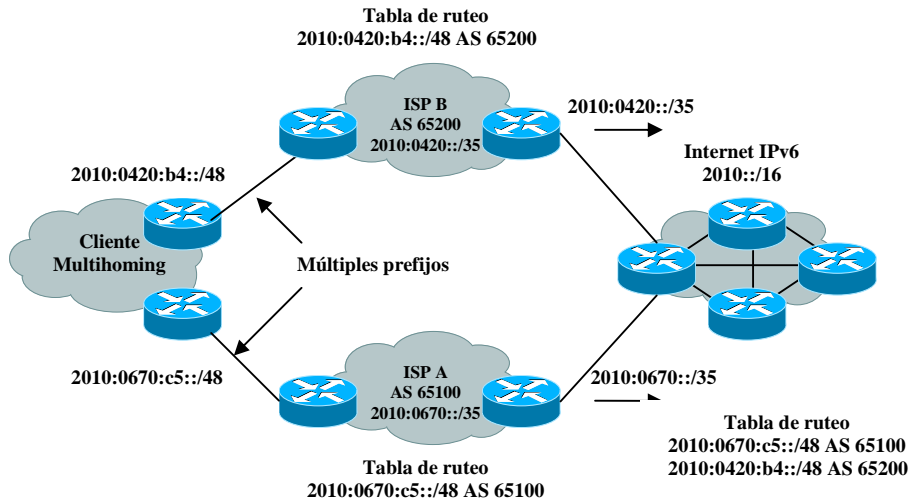 Tabla de ruteo
2010:0420:b4::/48 AS 65200
ISP B
AS 65200
2010:0420::/35
2010:0420::/35
Internet IPv6
2010::/16
2010:0420:b4::/48
Cliente
Multihoming
Múltiples prefijos
2010:0670:c5::/48
ISP A
AS 65100
2010:0670::/35
2010:0670::/35
Tabla de ruteo
2010:0670:c5::/48 AS 65100
2010:0420:b4::/48 AS 65200
Tabla de ruteo
2010:0670:c5::/48 AS 65100